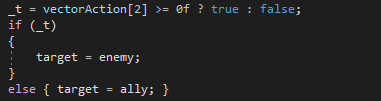 _t = vectorAction[2] >= 0f ? true : false;
if (_t)
{
target = enemy;
}
else { target = ally; }